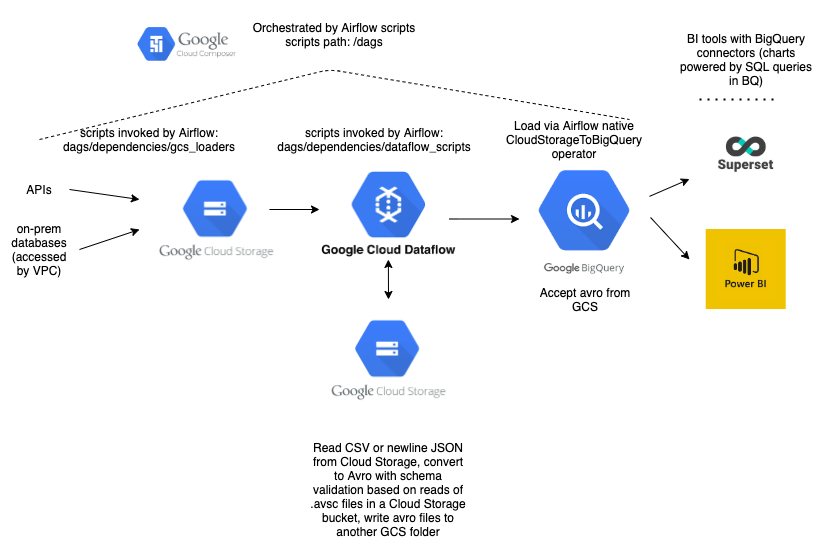 Orchestrated by Airflow scripts
scripts path: /dags
Google
Cloud Composer
BI tools with BigQuery
connectors (charts
powered by SQL queries
in BQ)
scripts invoked by Airflow:
dags/dependencies/gcs_loaders
scripts invoked by Airflow:
dags/dependencies/dataflow_scripts
Load via Airflow native
CloudStorageToBigQuery
operator
APIs
on-prem
databases
(accessed
by VPC)
Google Cloud Storage
Google Cloud Dataflow
Google BigQuery
Accept avro from
GCS
Superset
Power BI
Google Cloud Storage
Read CSV or newline JSON
from Cloud Storage, convert
to Avro with schema
validation based on reads of
.avsc files in a Cloud Storage
bucket, write avro files to
another GCS folder